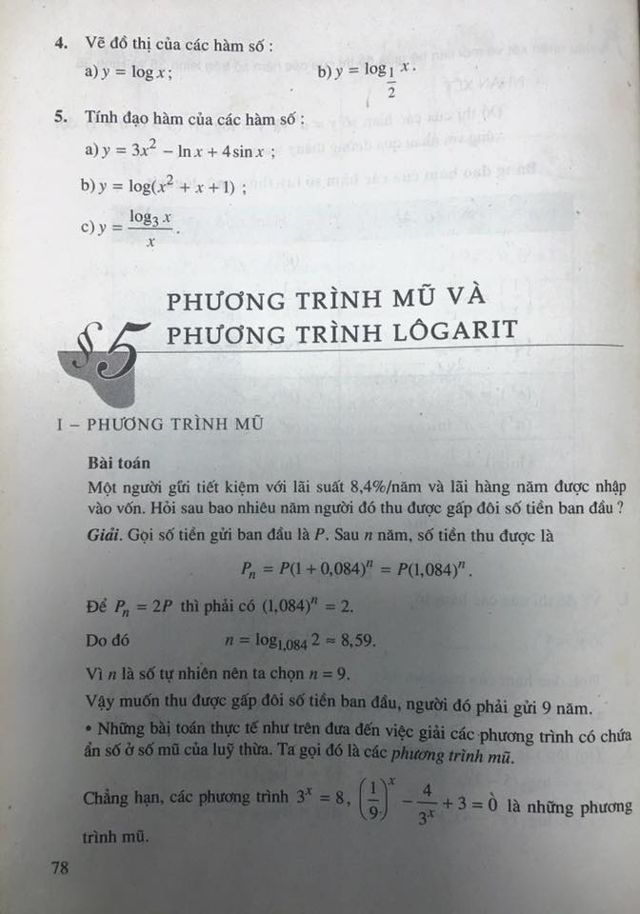 4. Vẽ đồ thị của các hàm số :
a) y = log x ; b) y = log_{1/2} x .
5. Tính đạo hàm của các hàm số :
a) y = 3x² − ln x + 4 sin x ;
b) y = log(x² + x + 1) ;
c) y = \frac{log₃ x}{x} .
§5 PHƯƠNG TRÌNH MŨ VÀ
PHƯƠNG TRÌNH LÔGARIT
I – PHƯƠNG TRÌNH MŨ
Bài toán
Một người gửi tiết kiệm với lãi suất 8,4%/năm và lãi hàng năm được nhập
vào vốn. Hỏi sau bao nhiêu năm người đó thu được gấp đôi số tiền ban đầu ?
Giải. Gọi số tiền gửi ban đầu là P. Sau n năm, số tiền thu được là
Pₙ = P(1 + 0,084)ⁿ = P(1,084)ⁿ .
Để Pₙ = 2P thì phải có (1,084)ⁿ = 2.
Do đó n = log_{1,084} 2 ≈ 8,59.
Vì n là số tự nhiên nên ta chọn n = 9.
Vậy muốn thu được gấp đôi số tiền ban đầu, người đó phải gửi 9 năm.
• Những bài toán thực tế như trên đưa đến việc giải các phương trình có chứa
ẩn số ở số mũ của luỹ thừa. Ta gọi đó là các phương trình mũ.
Chẳng hạn, các phương trình 3ˣ = 8 , (1/9)ˣ − 4/3ˣ + 3 = 0 là những phương
trình mũ.
78